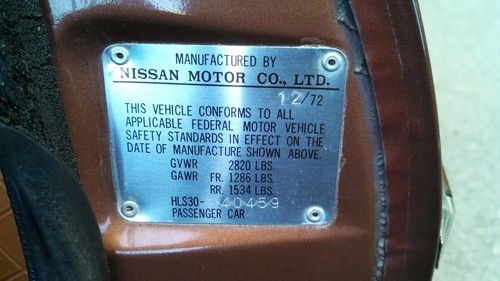 MANUFACTURED BY
NISSAN MOTOR CO., LTD.
12/72
THIS VEHICLE CONFORMS TO ALL
APPLICABLE FEDERAL MOTOR VEHICLE
SAFETY STANDARDS IN EFFECT ON THE
DATE OF MANUFACTURE SHOWN ABOVE.
GVWR 2820 LBS.
GAWR FR. 1286 LBS.
RR. 1534 LBS.
HLS30-
PASSENGER CAR